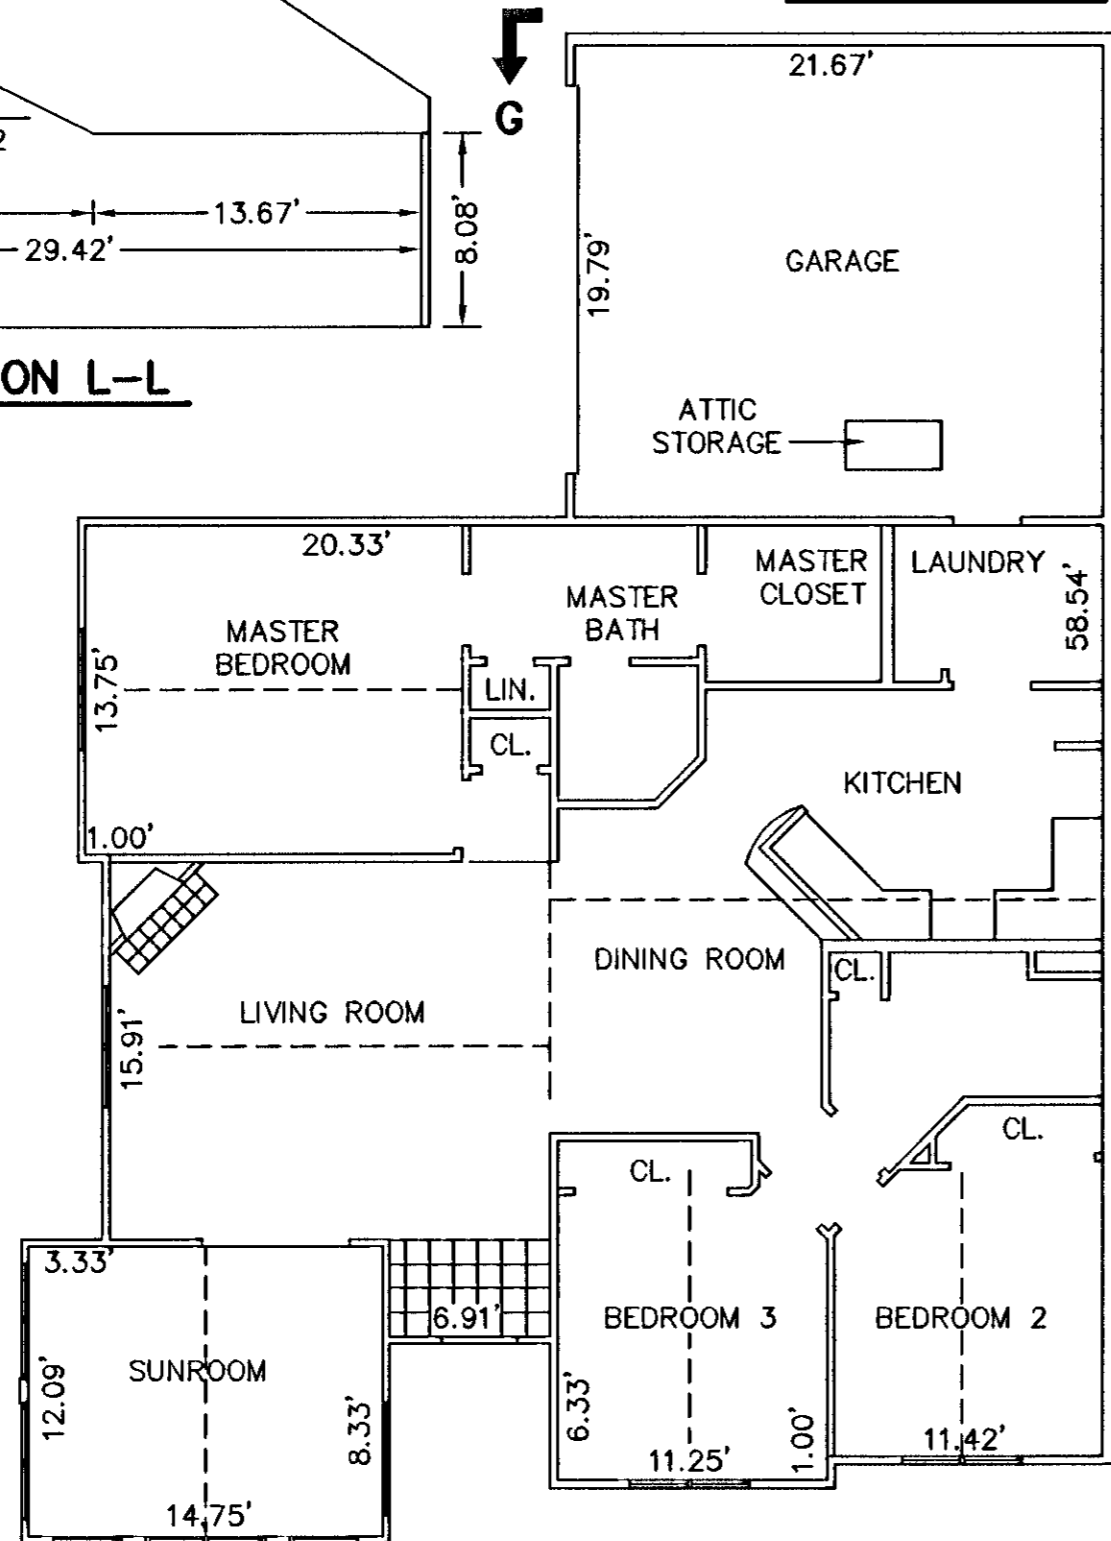 G
21.67'
2
13.67'
29.42'
8.08'
19.79'
GARAGE
ON L-L
ATTIC
STORAGE
20.33'
MASTER
BEDROOM
13.75'
MASTER
BATH
MASTER
CLOSET
LAUNDRY
58.54'
LIN.
CL.
KITCHEN
1.00'
DINING ROOM
CL.
LIVING ROOM
15.91'
CL.
CL.
3.33'
6.91'
SUNROOM
12.09'
8.33'
14.75'
BEDROOM 3
6.33'
11.25'
1.00'
BEDROOM 2
11.42'